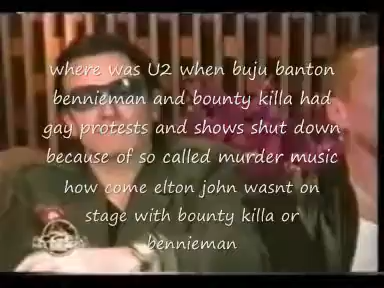 where was U2 when buju banton
bennieman and bounty killa had
gay protests and shows shut down
because of so called murder music
how come elton john wasnt on
stage with bounty killa or
bennieman